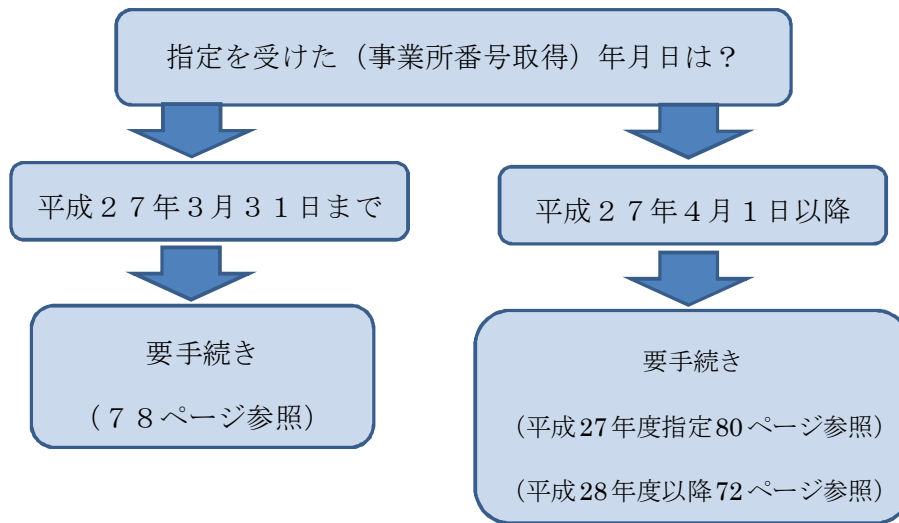 指定を受けた（事業所番号取得）年月日は？
平成２７年３月３１日まで
平成２７年４月１日以降
要手続き
（７８ページ参照）
要手続き
（平成27年度指定80ページ参照）
（平成28年度以降72ページ参照）